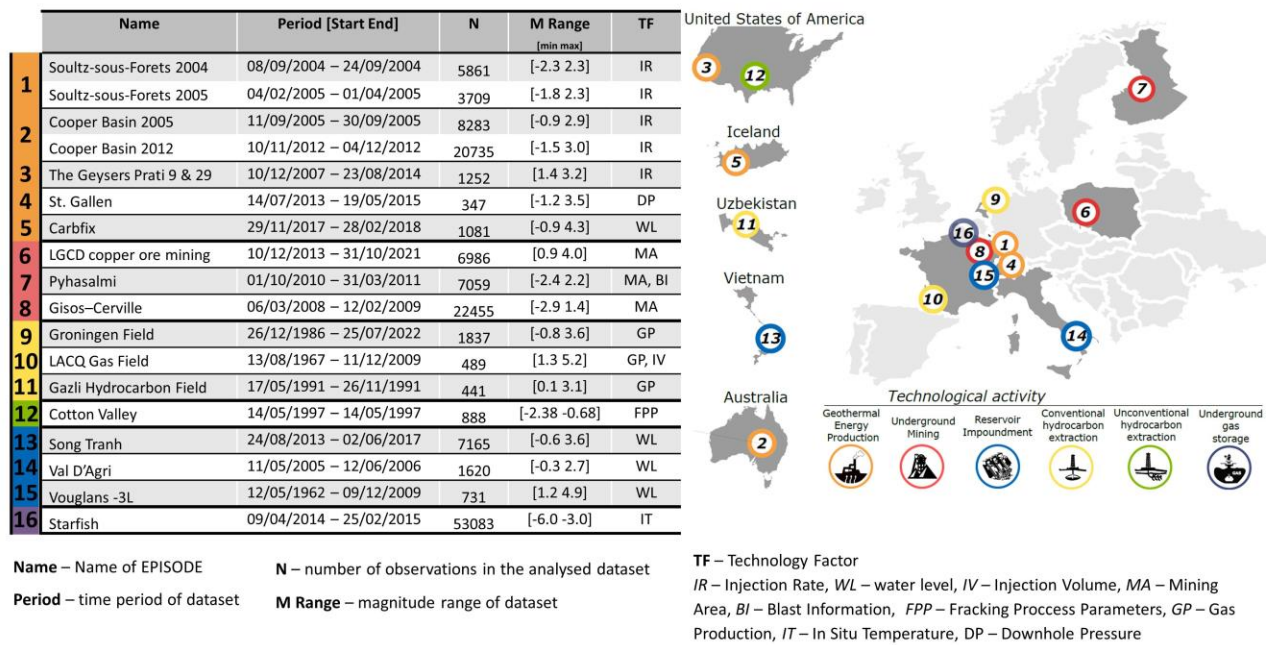 Name Period [Start End] N M Range TF
[min max]
1
Soultz-sous-Forets 2004 08/09/2004 – 24/09/2004 5861 [-2.3 2.3] IR
Soultz-sous-Forets 2005 04/02/2005 – 01/04/2005 3709 [-1.8 2.3] IR
2
Cooper Basin 2005 11/09/2005 – 30/09/2005 8283 [-0.9 2.9] IR
Cooper Basin 2012 10/11/2012 – 04/12/2012 20735 [-1.5 3.0] IR
3 The Geysers Prati 9 & 29 10/12/2007 – 23/08/2014 1252 [1.4 3.2] IR
4 St. Gallen 14/07/2013 – 19/05/2015 347 [-1.2 3.5] DP
5 Carbfix 29/11/2017 – 28/02/2018 1081 [-0.9 4.3] WL
6 LGCD copper ore mining 10/12/2013 – 31/10/2021 6986 [0.9 4.0] MA
7 Pyhasalmi 01/10/2010 – 31/03/2011 7059 [-2.4 2.2] MA, BI
8 Gisos–Cerville 06/03/2008 – 12/02/2009 22455 [-2.9 1.4] MA
9 Groningen Field 26/12/1986 – 25/07/2022 1837 [-0.8 3.6] GP
10 LACQ Gas Field 13/08/1967 – 11/12/2009 489 [1.3 5.2] GP, IV
11 Gazli Hydrocarbon Field 17/05/1991 – 26/11/1991 441 [0.1 3.1] GP
12 Cotton Valley 14/05/1997 – 14/05/1997 888 [-2.38 -0.68] FPP
13 Song Tranh 24/08/2013 – 02/06/2017 7165 [-0.6 3.6] WL
14 Val D'Agri 11/05/2005 – 12/06/2006 1620 [-0.3 2.7] WL
15 Vouglans -3L 12/05/1962 – 09/12/2009 731 [1.2 4.9] WL
16 Starfish 09/04/2014 – 25/02/2015 53083 [-6.0 -3.0] IT
Name – Name of EPISODE
Period – time period of dataset
N – number of observations in the analysed dataset
M Range – magnitude range of dataset
United States of America
3
12
Iceland
5
Uzbekistan
11
Vietnam
13
Australia
2
7
9
6
16
1
8
4
15
10
14
Technological activity
Geothermal
Energy
Production
Underground
Mining
Reservoir
Impoundment
Conventional
hydrocarbon
extraction
Unconventional
hydrocarbon
extraction
Underground
gas
storage
TF – Technology Factor
IR – Injection Rate, WL – water level, IV – Injection Volume, MA – Mining
Area, BI – Blast Information, FPP – Fracking Proccess Parameters, GP – Gas
Production, IT – In Situ Temperature, DP – Downhole Pressure